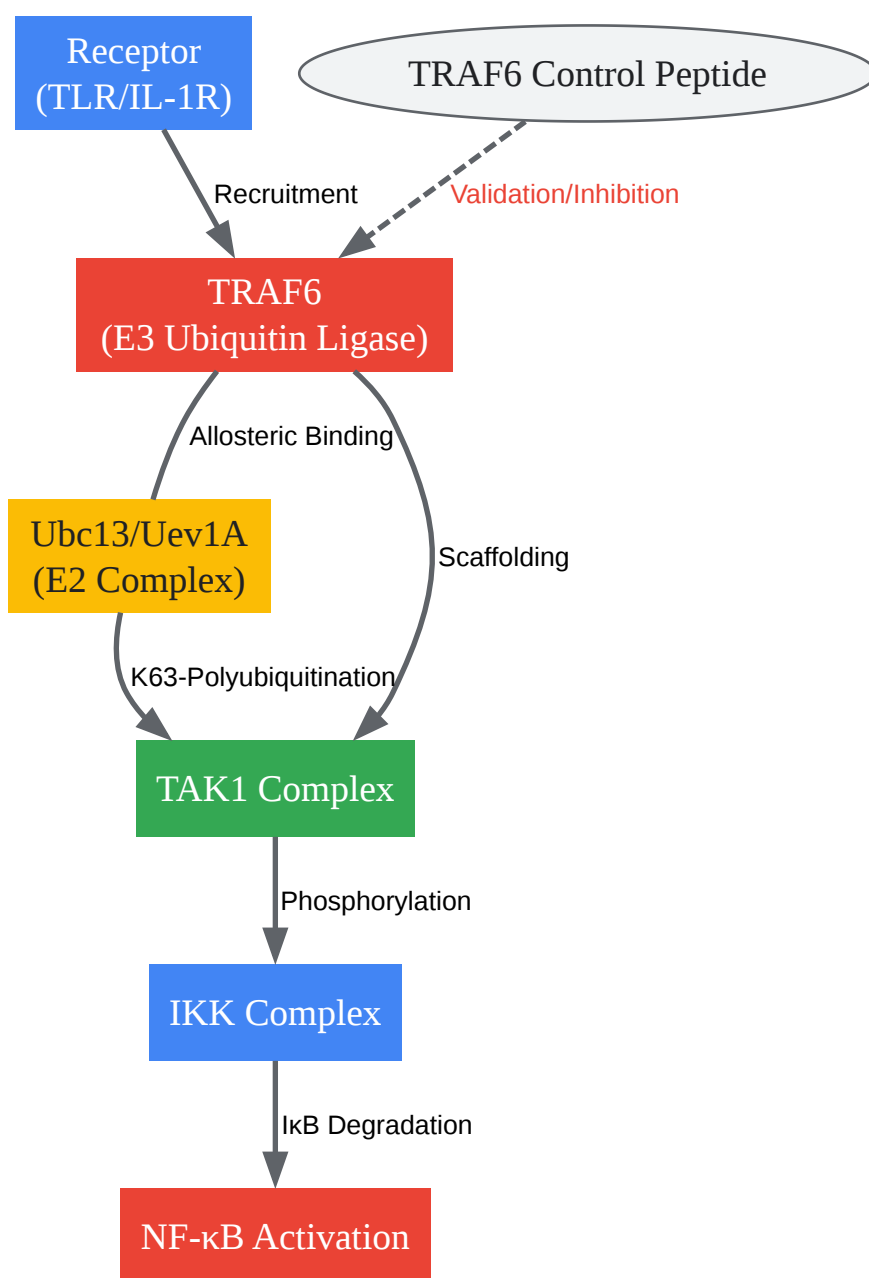 Receptor
(TLR/IL-1R)
TRAF6 Control Peptide
Recruitment
Validation/Inhibition
TRAF6
(E3 Ubiquitin Ligase)
Allosteric Binding
Ubc13/Uev1A
(E2 Complex)
Scaffolding
K63-Polyubiquitination
TAK1 Complex
Phosphorylation
IKK Complex
IκB Degradation
NF-κB Activation